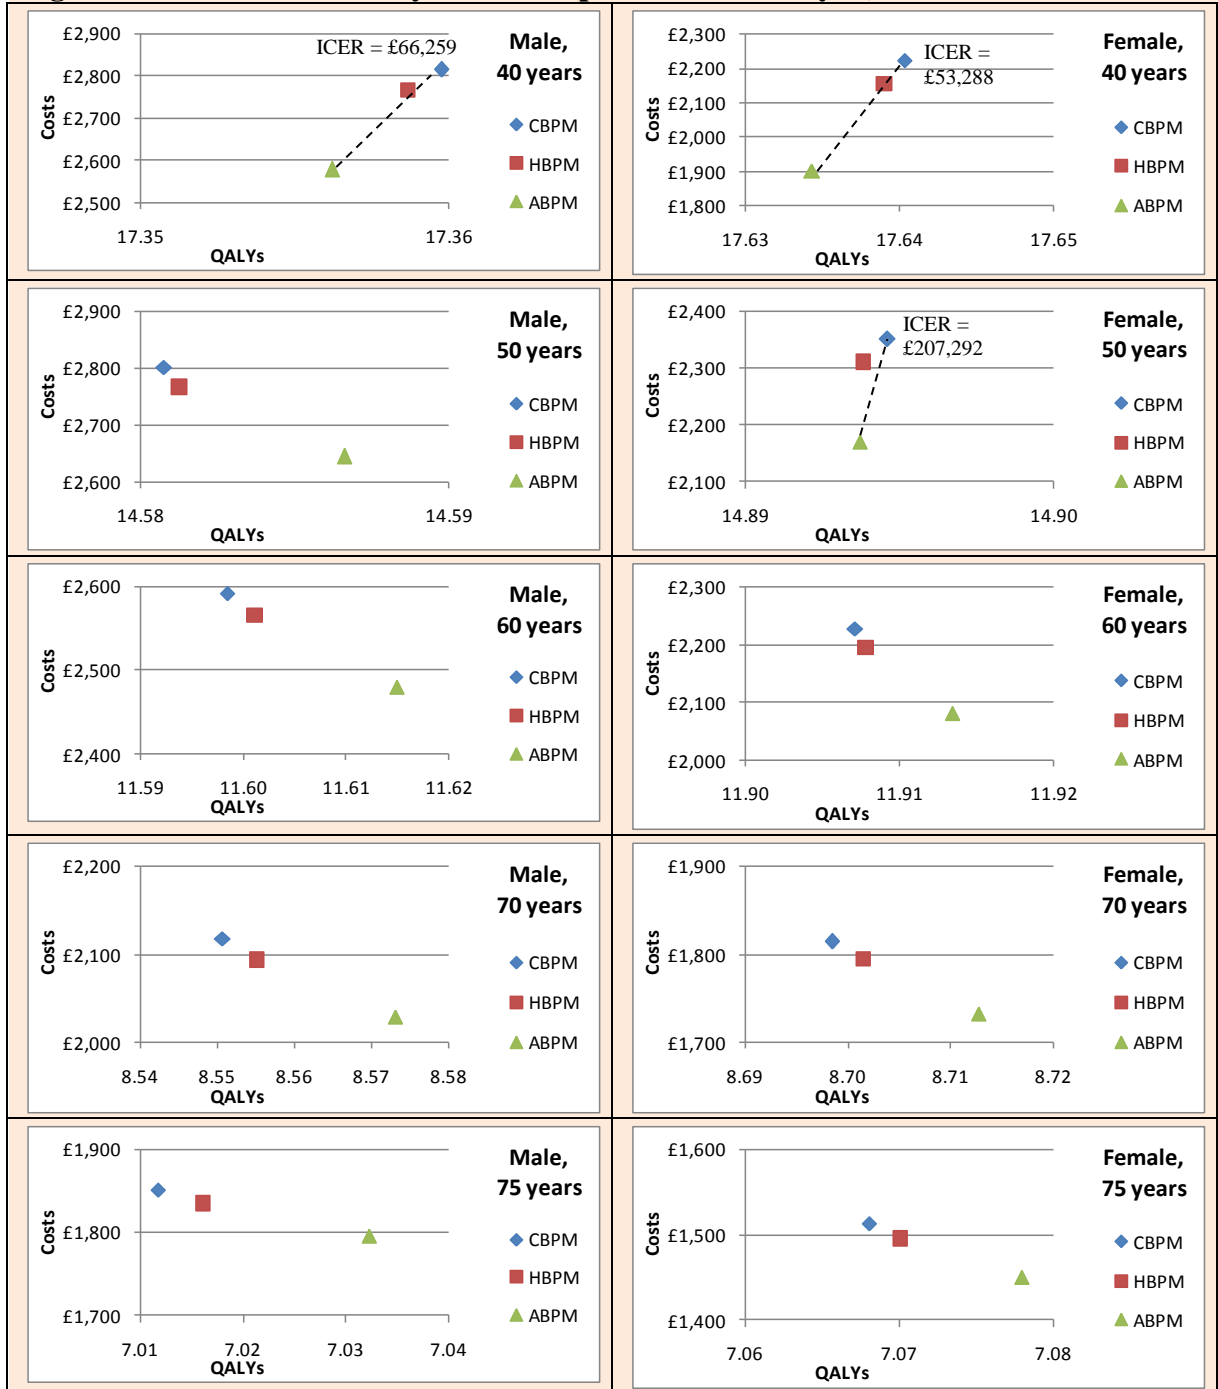 £2,900
£2,800
£2,700
£2,600
£2,500
Costs
17.35
17.36
QALYs
ICER = £66,259
Male,
40 years
CBPM
HBPM
ABPM
£2,300
£2,200
£2,100
£2,000
£1,900
£1,800
Costs
17.63
17.64
17.65
QALYs
ICER =
£53,288
Female,
40 years
CBPM
HBPM
ABPM
£2,900
£2,800
£2,700
£2,600
Costs
14.58
14.59
QALYs
Male,
50 years
CBPM
HBPM
ABPM
£2,400
£2,300
£2,200
£2,100
Costs
14.89
14.90
QALYs
ICER =
£207,292
Female,
50 years
CBPM
HBPM
ABPM
£2,600
£2,500
£2,400
Costs
11.59
11.60
11.61
11.62
QALYs
Male,
60 years
CBPM
HBPM
ABPM
£2,300
£2,200
£2,100
£2,000
Costs
11.90
11.91
11.92
QALYs
Female,
60 years
CBPM
HBPM
ABPM
£2,200
£2,100
£2,000
Costs
8.54
8.55
8.56
8.57
8.58
QALYs
Male,
70 years
CBPM
HBPM
ABPM
£1,900
£1,800
£1,700
Costs
8.69
8.70
8.71
8.72
QALYs
Female,
70 years
CBPM
HBPM
ABPM
£1,900
£1,800
£1,700
Costs
7.01
7.02
7.03
7.04
QALYs
Male,
75 years
CBPM
HBPM
ABPM
£1,600
£1,500
£1,400
Costs
7.06
7.07
7.08
QALYs
Female,
75 years
CBPM
HBPM
ABPM